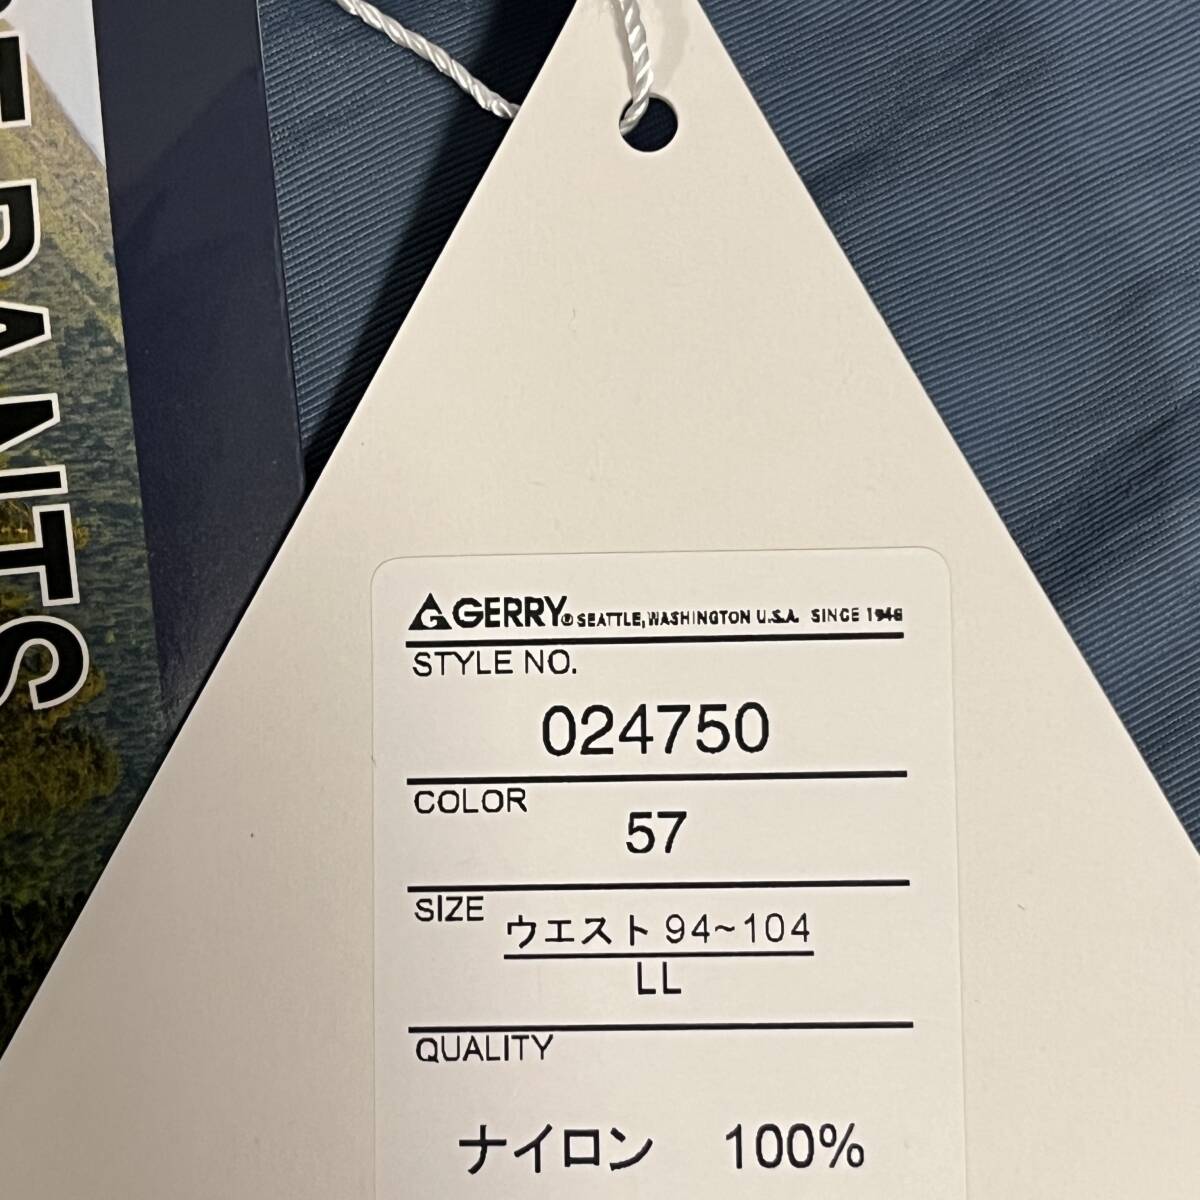 PANTS
GERRY® SEATTLE, WASHINGTON U.S.A. SINCE 1946
STYLE NO.
024750
COLOR
57
SIZE
ウエスト 94~104
LL
QUALITY
ナイロン 100%